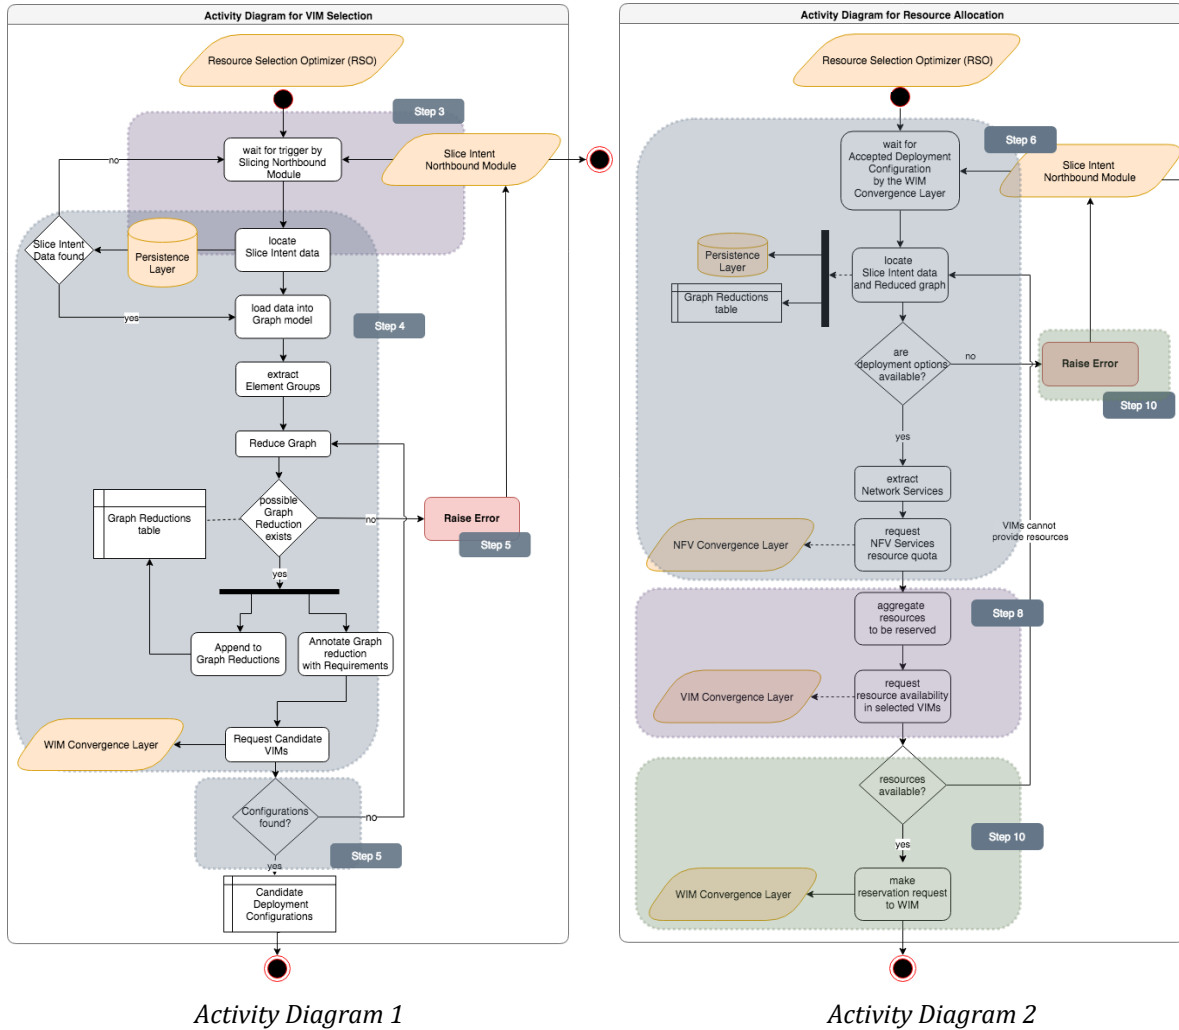 Activity Diagram for VIM Selection
Resource Selection Optimizer (RSO)
Step 3
wait for trigger by
Slicing Northbound
Module
no
Slice Intent
Northbound Module
Slice Intent
Data found
Persistence
Layer
locate
Slice Intent data
yes
load data into
Graph model
Step 4
extract
Element Groups
Reduce Graph
Graph Reductions
table
possible
Graph
Reduction
exists
no
Raise Error
Step 5
yes
Append to
Graph Reductions
Annotate Graph
reduction
with Requirements
WIM Convergence Layer
Request Candidate
VIMs
Configurations
found?
no
Step 5
yes
Candidate
Deployment
Configurations
Activity Diagram 1
Activity Diagram for Resource Allocation
Resource Selection Optimizer (RSO)
Step 6
wait for
Accepted Deployment
Configuration
by the WIM
Convergence Layer
Slice Intent
Northbound Module
Persistence
Layer
locate
Slice Intent data
and Reduced graph
Graph Reductions
table
are
deployment options
available?
no
Raise Error
Step 10
yes
extract
Network Services
NFV Convergence Layer
request
NFV Services
resource quota
VIMs cannot
provide resources
aggregate
resources
to be reserved
Step 8
VIM Convergence Layer
request
resource availability
in selected VIMs
resources
available?
Step 10
yes
WIM Convergence Layer
make
reservation request
to WIM
Activity Diagram 2